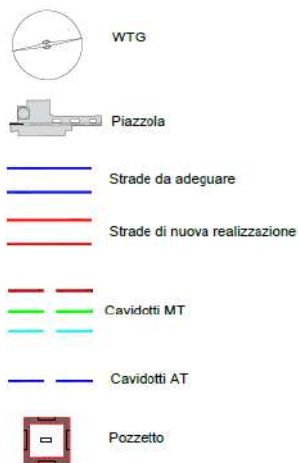 WTG
Piazzola
Strade da adeguare
Strade di nuova realizzazione
Cavidotti MT
Cavidotti AT
Pozzetto